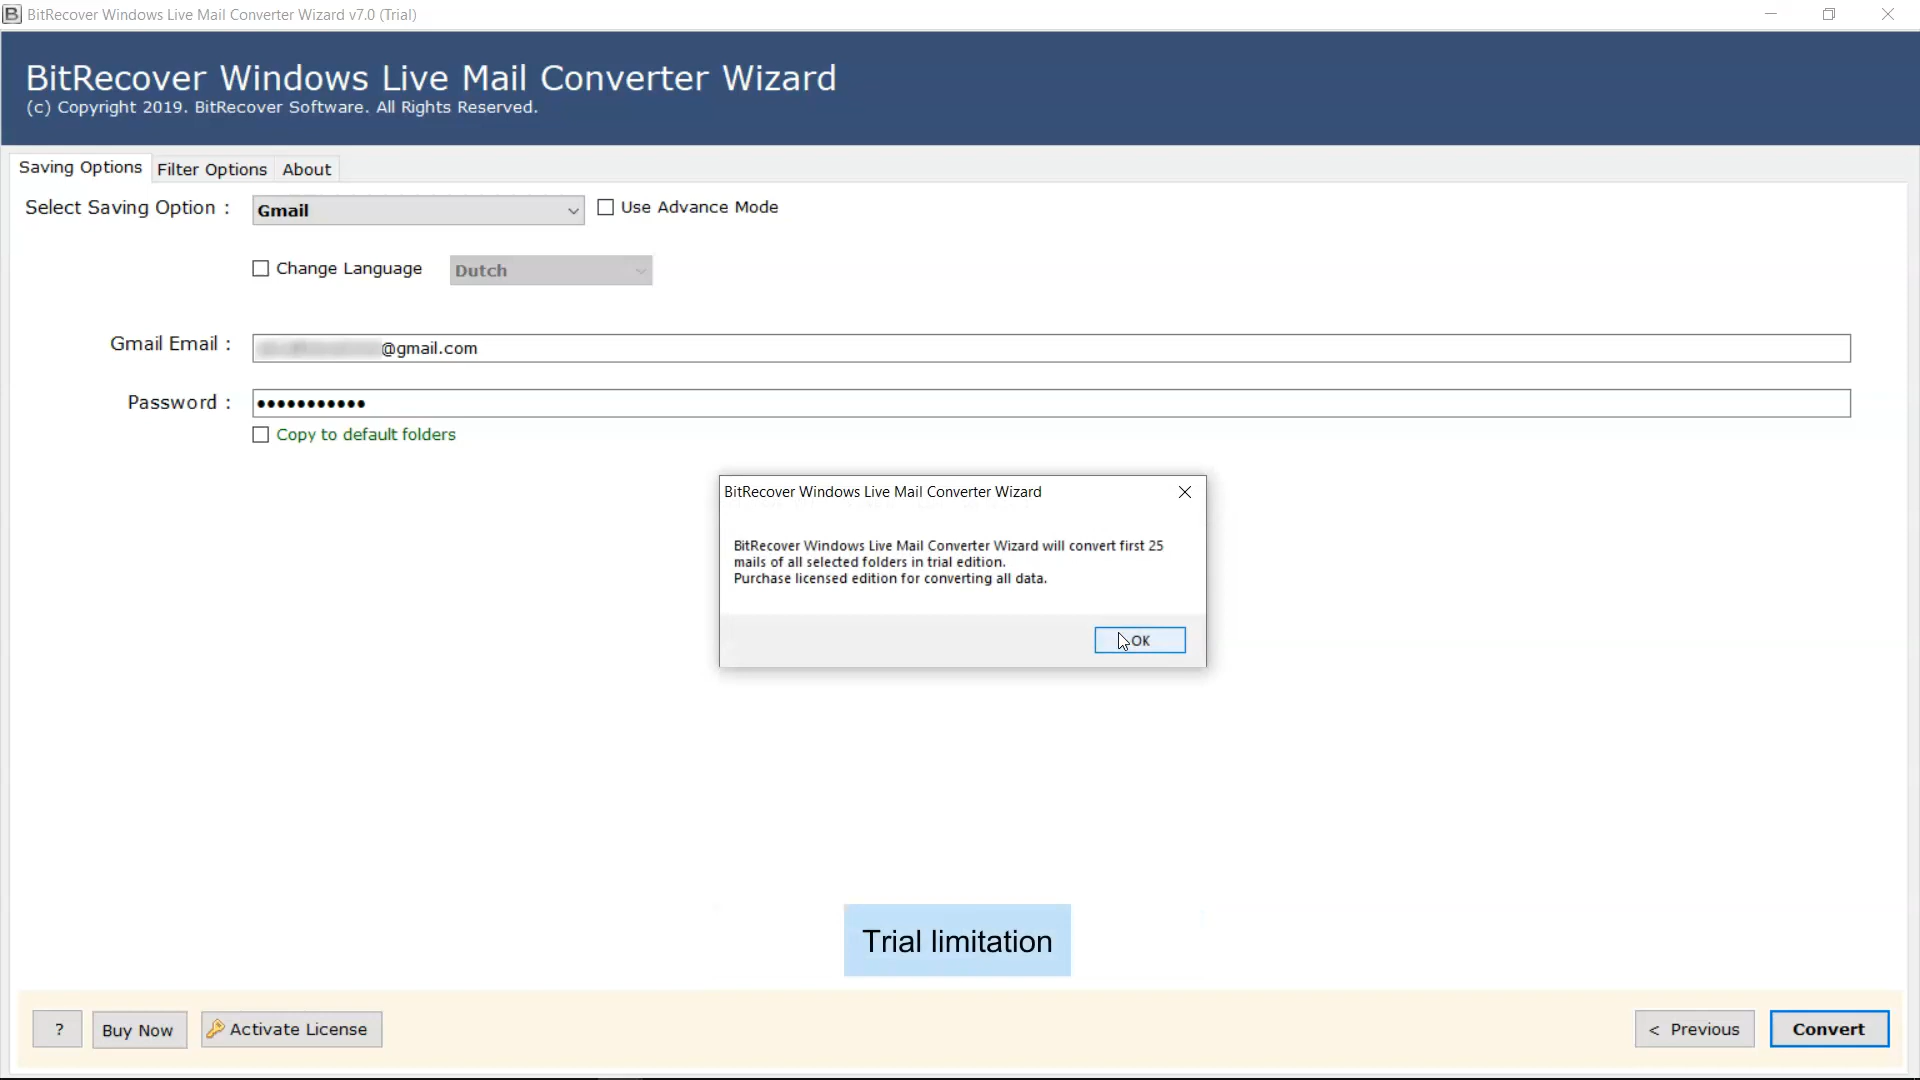 BitRecover Windows Live Mail Converter Wizard v7.0 (Trial)
BitRecover Windows Live Mail Converter Wizard
(c) Copyright 2019. BitRecover Software. All Rights Reserved.
Saving Options Filter Options About
Select Saving Option : Gmail Use Advance Mode
Change Language Dutch
Gmail Email : @gmail.com
Password :
Copy to default folders
BitRecover Windows Live Mail Converter Wizard
BitRecover Windows Live Mail Converter Wizard will convert first 25
mails of all selected folders in trial edition.
Purchase licensed edition for converting all data.
OK
Trial limitation
? Buy Now Activate License < Previous Convert